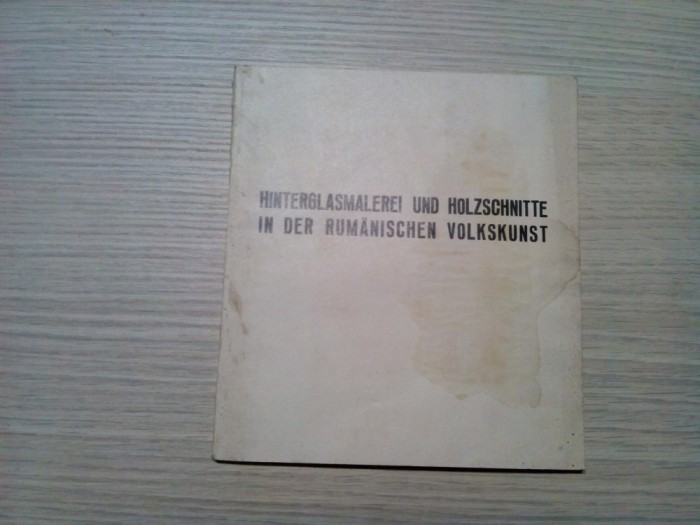 HINTERGLASMALEREI UND HOLZSCHNITTE
IN DER RUMÄNISCHEN VOLKSKUNST